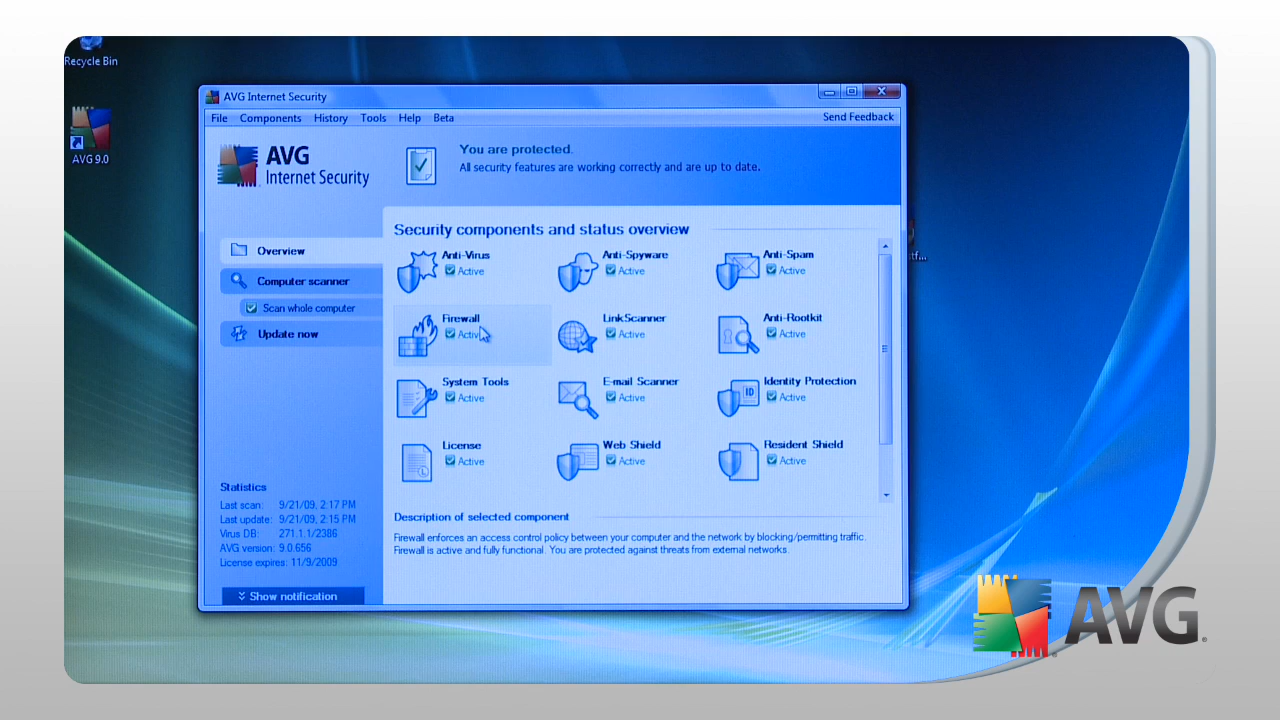 Recycle Bin
AVG 9.0
AVG Internet Security
File Components History Tools Help Beta
Send Feedback
AVG
Internet Security
You are protected.
All security features are working correctly and are up to date.
Overview
Computer scanner
Scan whole computer
Update now
Security components and status overview
Anti-Virus
Active
Anti-Spyware
Active
Anti-Spam
Active
Firewall
Active
LinkScanner
Active
Anti-Rootkit
Active
System Tools
Active
E-mail Scanner
Active
Identity Protection
Active
License
Active
Web Shield
Active
Resident Shield
Active
Statistics
Last scan: 9/21/09, 2:17 PM
Last update: 9/21/09, 2:15 PM
Virus DB: 271.1.1/2386
AVG version: 9.0.656
License expires: 11/9/2009
Show notification
Description of selected component
Firewall enforces an access control policy between your computer and the network by blocking/permitting traffic.
Firewall is active and fully functional. You are protected against threats from external networks.
AVG